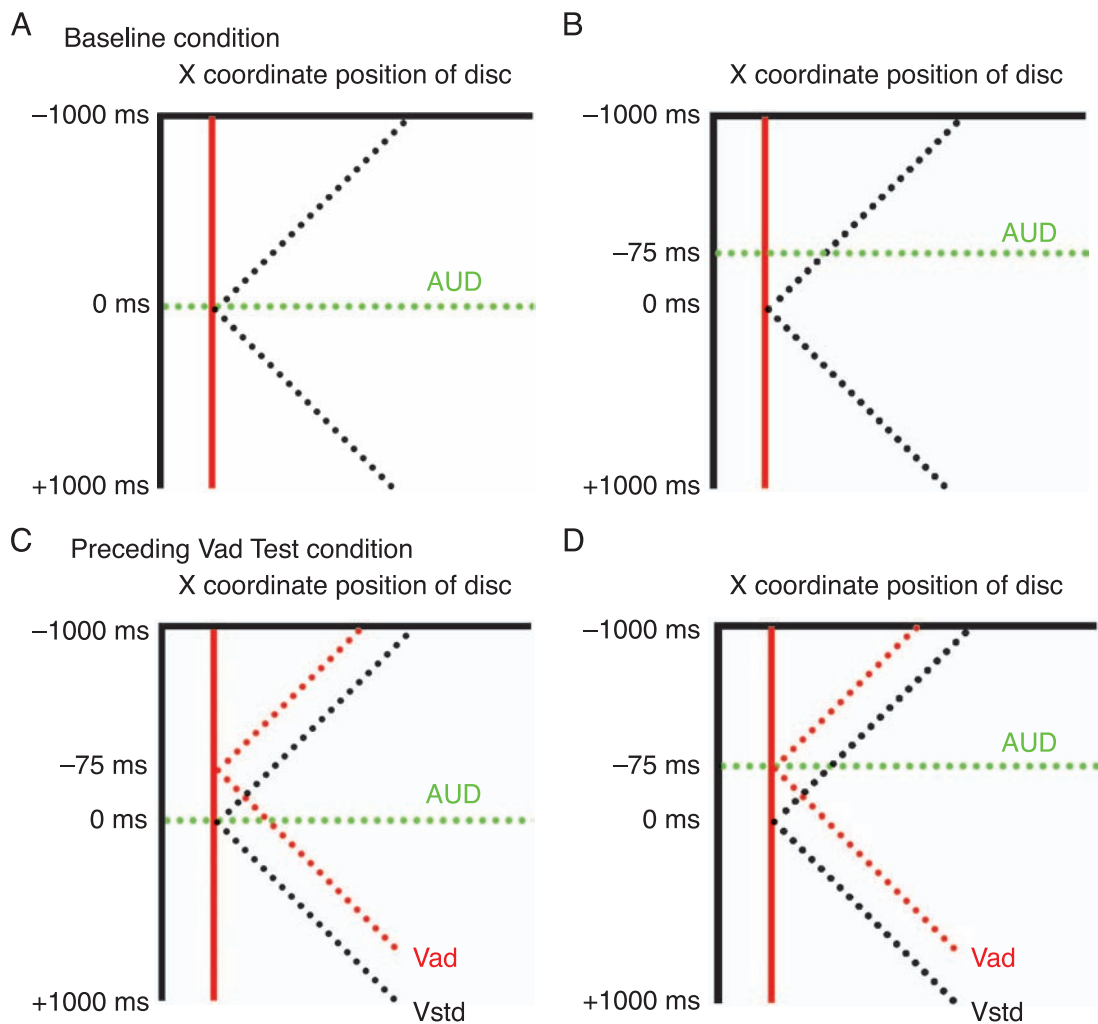 A Baseline condition
X coordinate position of disc
−1000 ms
AUD
0 ms
+1000 ms
B
X coordinate position of disc
−1000 ms
AUD
−75 ms
0 ms
+1000 ms
C Preceding Vad Test condition
X coordinate position of disc
−1000 ms
−75 ms
AUD
0 ms
Vad
+1000 ms
Vstd
D
X coordinate position of disc
−1000 ms
AUD
−75 ms
0 ms
Vad
+1000 ms
Vstd